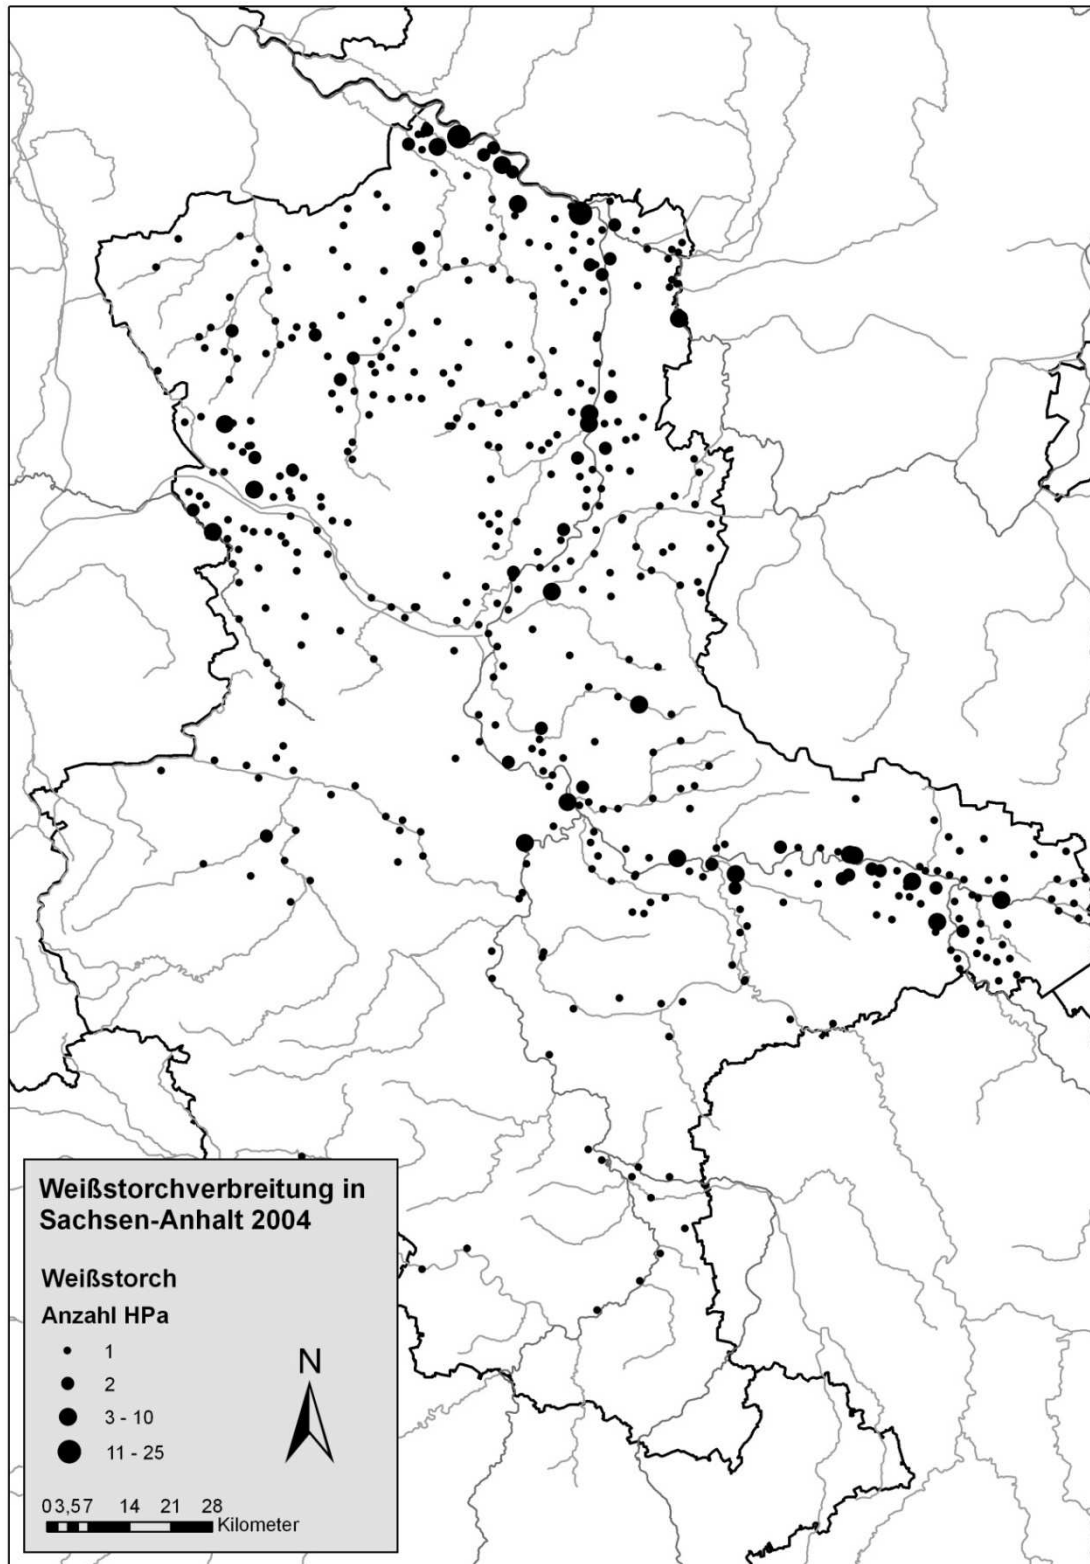 Weißstorchverbreitung in
Sachsen-Anhalt 2004
Weißstorch
Anzahl HPa
1
2
3 - 10
11 - 25
N
0 3,5 7 14 21 28
Kilometer